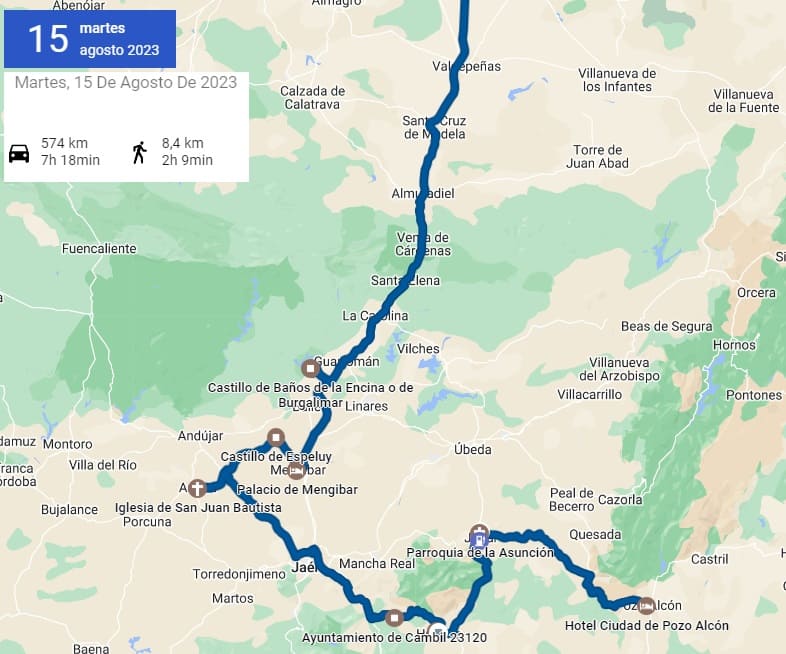 Abenójar
Almagro
15
martes
agosto 2023
Martes, 15 De Agosto De 2023
574 km
7h 18min
8,4 km
2h 9min
Valdepeñas
Villanueva de
los Infantes
Calzada de
Calatrava
Villanueva
de la Fuente
Santa Cruz
de Mudela
Torre de
Juan Abad
Almuradiel
Fuencaliente
Venta de
Cárdenas
Santa Elena
Orcera
La Carolina
Beas de Segura
Hornos
Vilches
Guarromán
Villanueva
del Arzobispo
Castillo de Baños de la Encina o de
Burgalimar
Linares
Villacarrillo
Pontones
Andújar
Montoro
Villa del Río
Castillo de Espeluy
Úbeda
Palacio de Mengibar
Bujalance
Iglesia de San Juan Bautista
Porcuna
Peal de
Becerro
Cazorla
Quesada
Parroquia de la Asunción
Castril
Jaén
Mancha Real
Torredonjimeno
Martos
Pozo Alcón
Hotel Ciudad de Pozo Alcón
Ayuntamiento de Cambil 23120
Baena